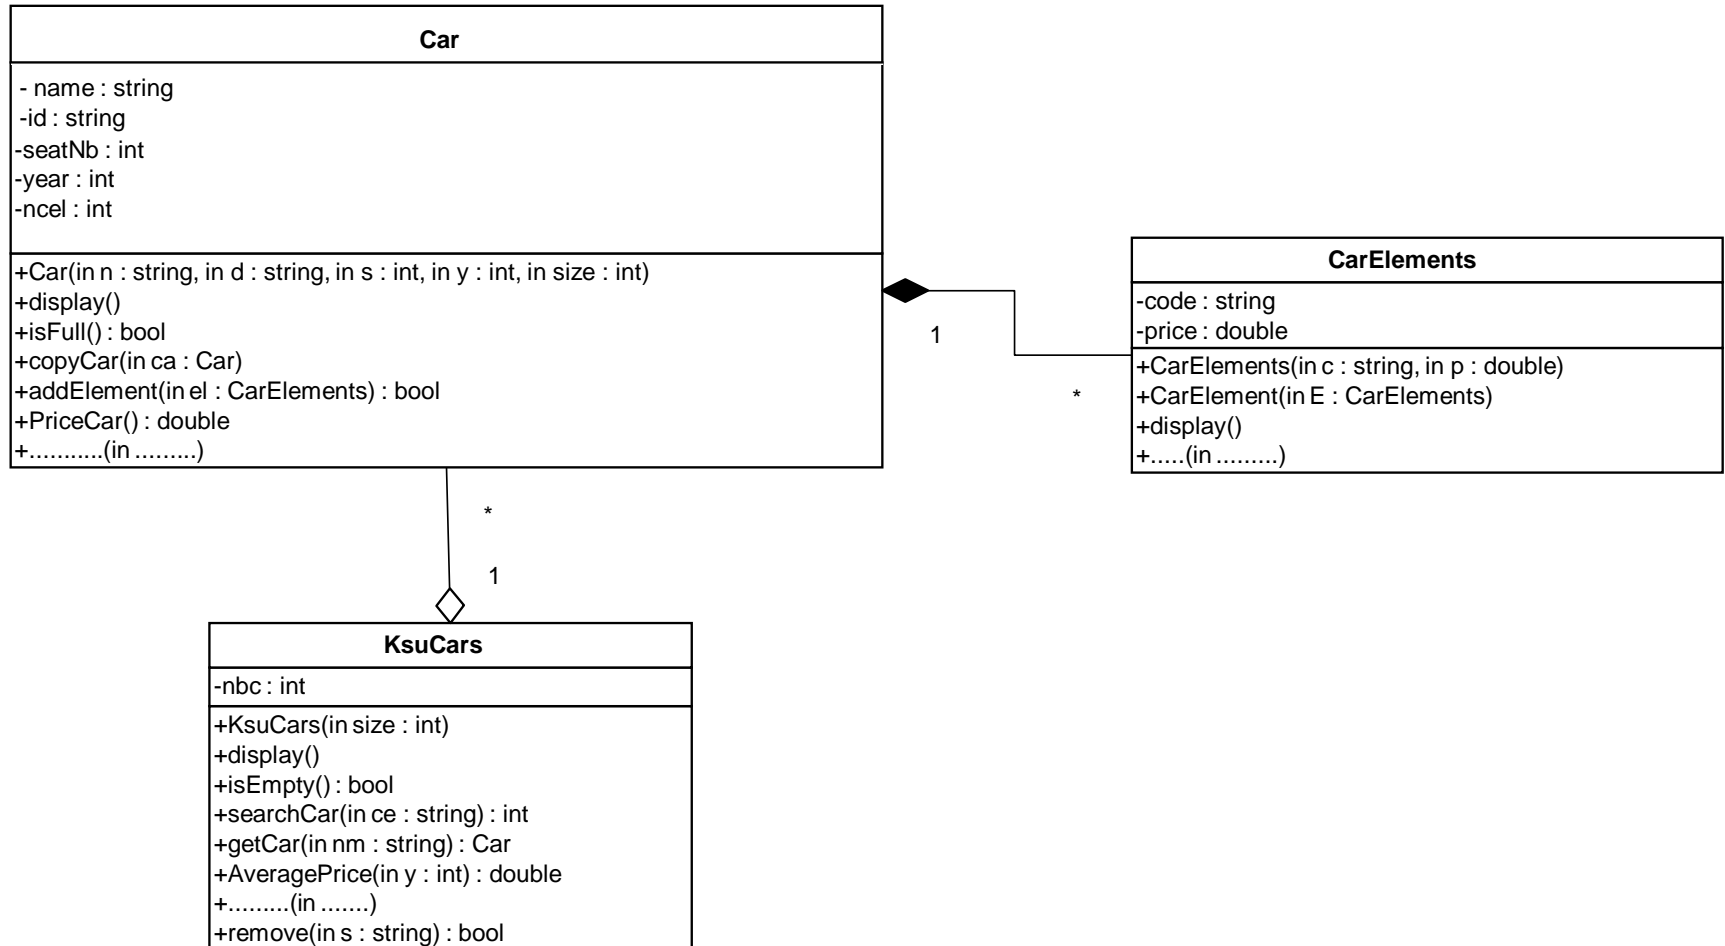 Car
- name : string
-id : string
-seatNb : int
-year : int
-ncel : int
+Car(in n : string, in d : string, in s : int, in y : int, in size : int)
+display()
+isFull() : bool
+copyCar(in ca : Car)
+addElement(in el : CarElements) : bool
+PriceCar() : double
+...........(in .........)
1
*
CarElements
-code : string
-price : double
+CarElements(in c : string, in p : double)
+CarElement(in E : CarElements)
+display()
+.....(in .........)
*
1
KsuCars
-nbc : int
+KsuCars(in size : int)
+display()
+isEmpty() : bool
+searchCar(in ce : string) : int
+getCar(in nm : string) : Car
+AveragePrice(in y : int) : double
+.........(in .......)
+remove(in s : string) : bool